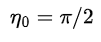 η₀ = π/2